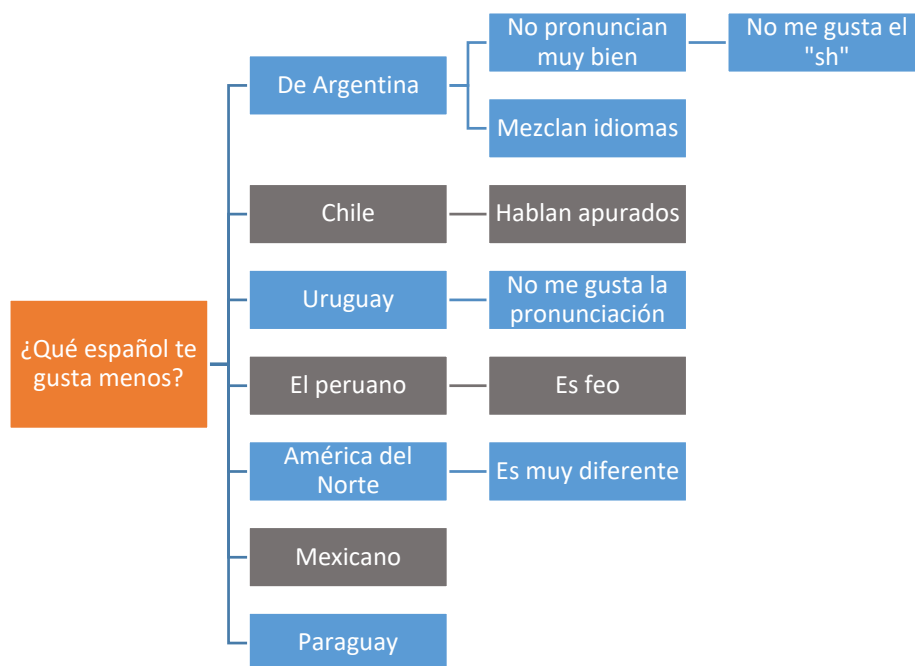 ¿Qué español te
gusta menos?
De Argentina
No pronuncian
muy bien
No me gusta el
"sh"
Mezclan idiomas
Chile
Hablan apurados
Uruguay
No me gusta la
pronunciación
El peruano
Es feo
América del
Norte
Es muy diferente
Mexicano
Paraguay